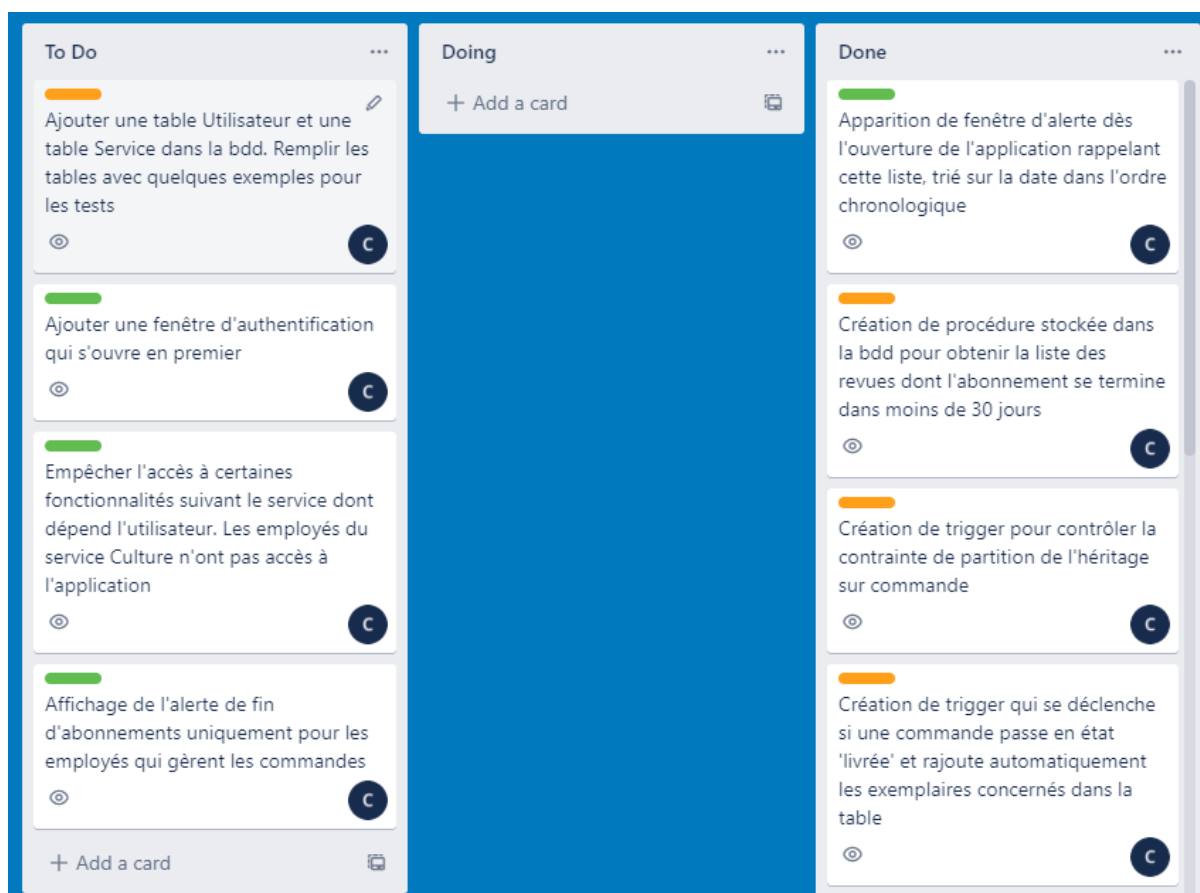 To Do
Ajouter une table Utilisateur et une
table Service dans la bdd. Remplir les
tables avec quelques exemples pour
les tests
C
Ajouter une fenêtre d'authentification
qui s'ouvre en premier
C
Empêcher l'accès à certaines
fonctionnalités suivant le service dont
dépend l'utilisateur. Les employés du
service Culture n'ont pas accès à
l'application
C
Affichage de l'alerte de fin
d'abonnements uniquement pour les
employés qui gèrent les commandes
C
+ Add a card
Doing
+ Add a card
Done
Apparition de fenêtre d'alerte dès
l'ouverture de l'application rappelant
cette liste, trié sur la date dans l'ordre
chronologique
C
Création de procédure stockée dans
la bdd pour obtenir la liste des
revues dont l'abonnement se termine
dans moins de 30 jours
C
Création de trigger pour contrôler la
contrainte de partition de l'héritage
sur commande
C
Création de trigger qui se déclenche
si une commande passe en état
'livrée' et rajoute automatiquement
les exemplaires concernés dans la
table
C